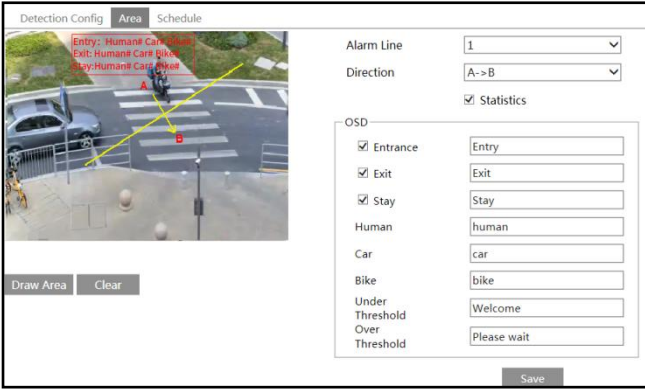 Detection Config Area Schedule
Entry: Human# Car# Bike#
Exit: Human# Car# Bike#
Stay:Human# Car# Bike#
A
B
Draw Area Clear
Alarm Line 1
Direction A->B
Statistics
OSD
Entrance Entry
Exit Exit
Stay Stay
Human human
Car car
Bike bike
Under
Threshold Welcome
Over
Threshold Please wait
Save